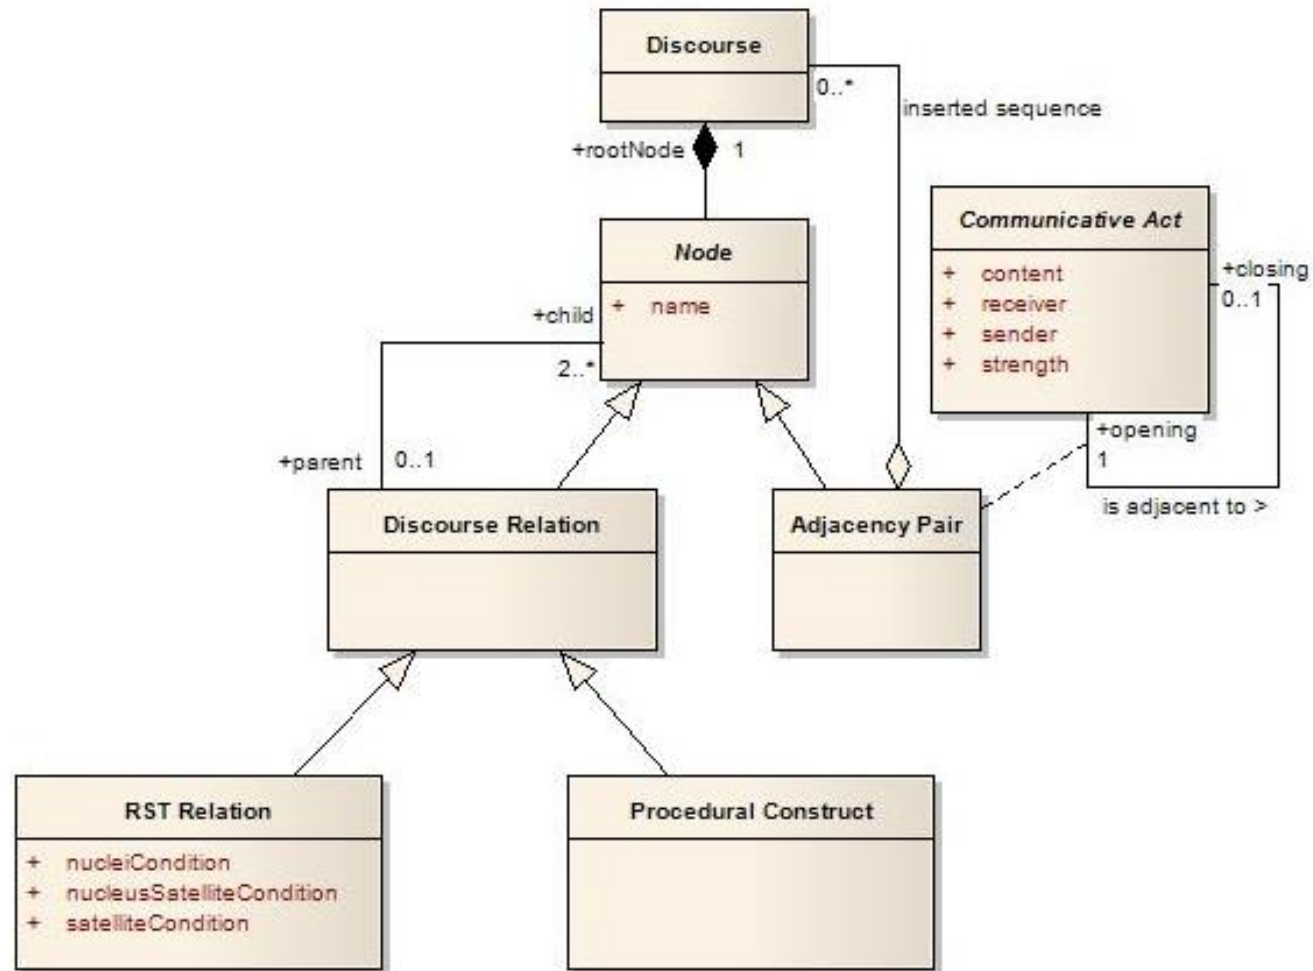 Discourse
0..*
inserted sequence
+rootNode 1
Node
+ name
Communicative Act
+ content
+ receiver
+ sender
+ strength
+closing
0..1
+child
2..*
+opening
1
is adjacent to >
+parent 0..1
Discourse Relation
Adjacency Pair
RST Relation
+ nucleiCondition
+ nucleusSatelliteCondition
+ satelliteCondition
Procedural Construct